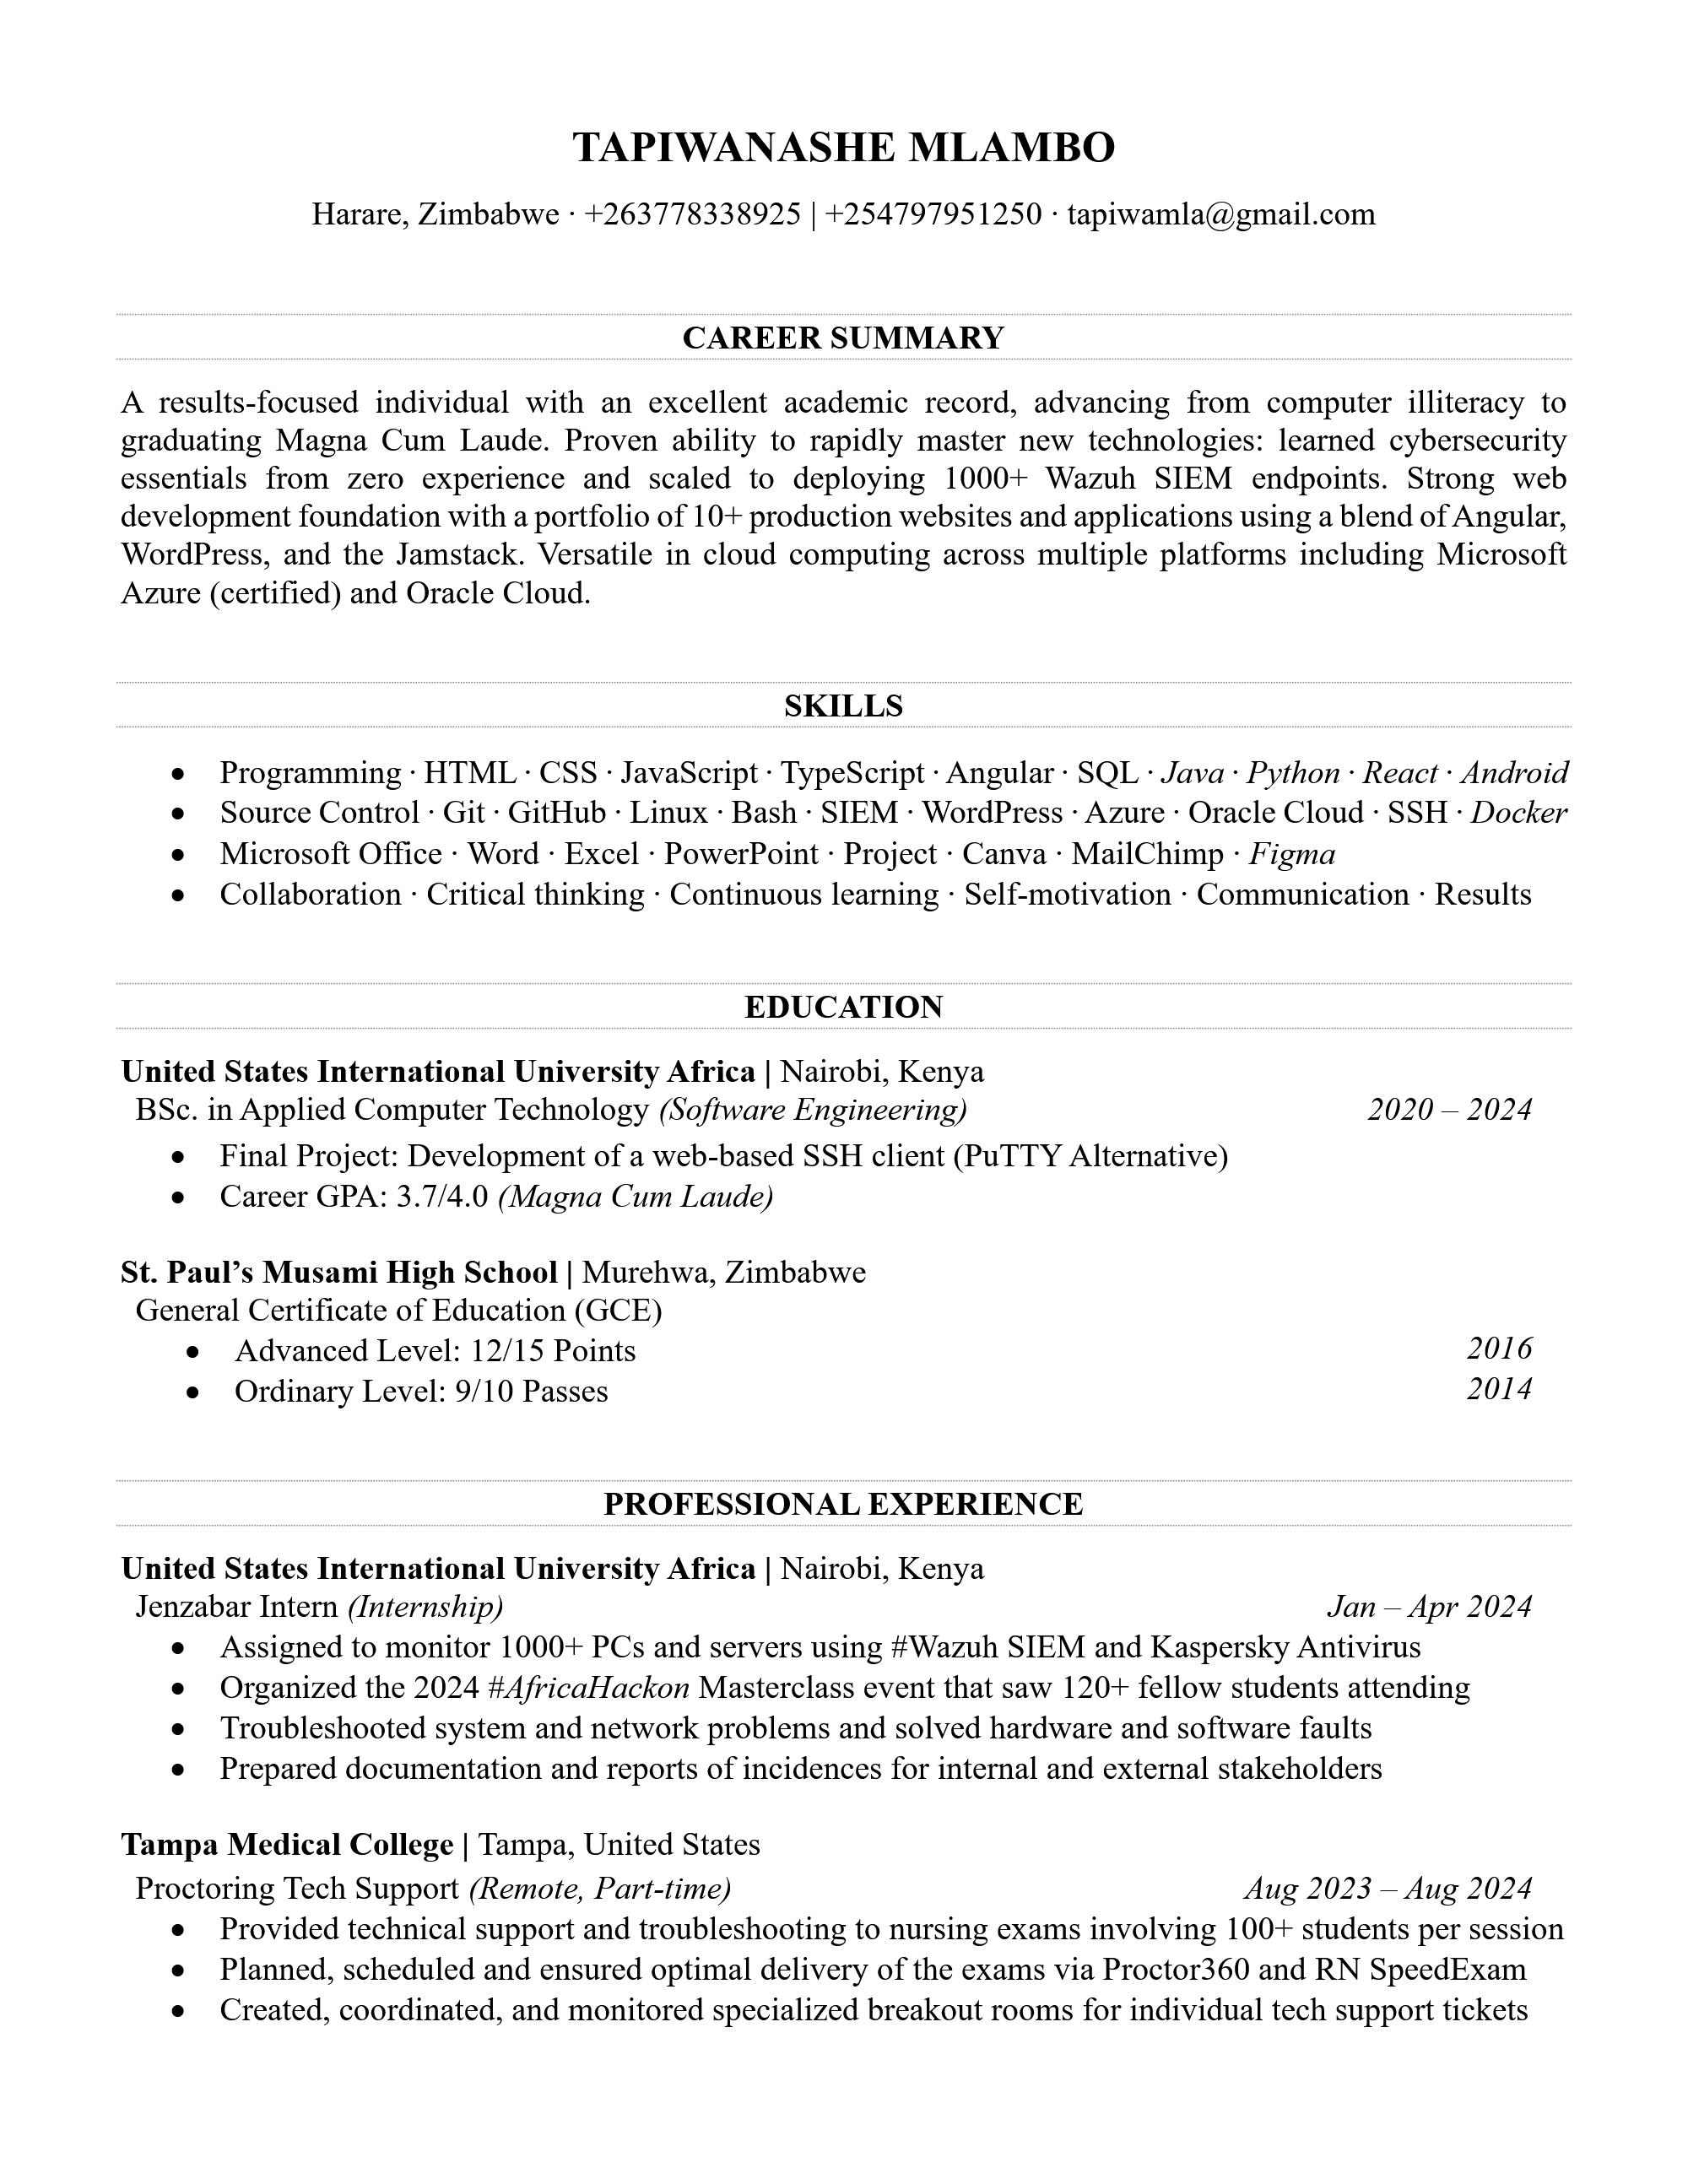 TAPIWANASHE MLAMBO
Harare, Zimbabwe · +263778338925 | +254797951250 · tapiwamla@gmail.com
CAREER SUMMARY
A results-focused individual with an excellent academic record, advancing from computer illiteracy to
graduating Magna Cum Laude. Proven ability to rapidly master new technologies: learned cybersecurity
essentials from zero experience and scaled to deploying 1000+ Wazuh SIEM endpoints. Strong web
development foundation with a portfolio of 10+ production websites and applications using a blend of Angular,
WordPress, and the Jamstack. Versatile in cloud computing across multiple platforms including Microsoft
Azure (certified) and Oracle Cloud.
SKILLS
• Programming · HTML · CSS · JavaScript · TypeScript · Angular · SQL · Java · Python · React · Android
• Source Control · Git · GitHub · Linux · Bash · SIEM · WordPress · Azure · Oracle Cloud · SSH · Docker
• Microsoft Office · Word · Excel · PowerPoint · Project · Canva · MailChimp · Figma
• Collaboration · Critical thinking · Continuous learning · Self-motivation · Communication · Results
EDUCATION
United States International University Africa | Nairobi, Kenya
BSc. in Applied Computer Technology (Software Engineering) 2020 – 2024
• Final Project: Development of a web-based SSH client (PuTTY Alternative)
• Career GPA: 3.7/4.0 (Magna Cum Laude)
St. Paul’s Musami High School | Murehwa, Zimbabwe
General Certificate of Education (GCE)
• Advanced Level: 12/15 Points 2016
• Ordinary Level: 9/10 Passes 2014
PROFESSIONAL EXPERIENCE
United States International University Africa | Nairobi, Kenya
Jenzabar Intern (Internship) Jan – Apr 2024
• Assigned to monitor 1000+ PCs and servers using #Wazuh SIEM and Kaspersky Antivirus
• Organized the 2024 #AfricaHackon Masterclass event that saw 120+ fellow students attending
• Troubleshooted system and network problems and solved hardware and software faults
• Prepared documentation and reports of incidences for internal and external stakeholders
Tampa Medical College | Tampa, United States
Proctoring Tech Support (Remote, Part-time) Aug 2023 – Aug 2024
• Provided technical support and troubleshooting to nursing exams involving 100+ students per session
• Planned, scheduled and ensured optimal delivery of the exams via Proctor360 and RN SpeedExam
• Created, coordinated, and monitored specialized breakout rooms for individual tech support tickets